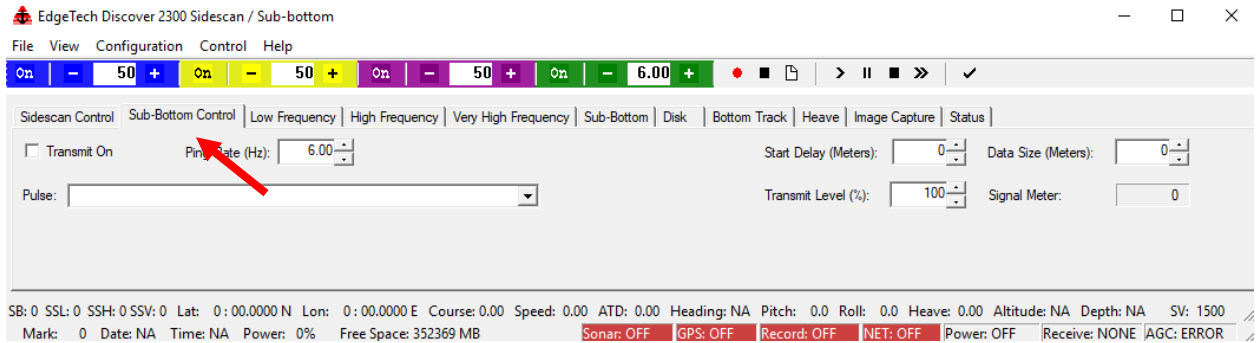 EdgeTech Discover 2300 Sidescan / Sub-bottom
File View Configuration Control Help
On - 50 + On - 50 + On - 50 + On - 6.00 +
Sidescan Control Sub-Bottom Control Low Frequency High Frequency Very High Frequency Sub-Bottom Disk Bottom Track Heave Image Capture Status
Transmit On Ping Rate (Hz): 6.00 Start Delay (Meters): 0 Data Size (Meters): 0
Pulse: Transmit Level (%): 100 Signal Meter: 0
SB: 0 SSL: 0 SSH: 0 SSV: 0 Lat: 0 : 00.0000 N Lon: 0 : 00.0000 E Course: 0.00 Speed: 0.00 ATD: 0.00 Heading: NA Pitch: 0.0 Roll: 0.0 Heave: 0.00 Altitude: NA Depth: NA SV: 1500
Mark: 0 Date: NA Time: NA Power: 0% Free Space: 352369 MB Sonar: OFF GPS: OFF Record: OFF NET: OFF Power: OFF Receive: NONE AGC: ERROR